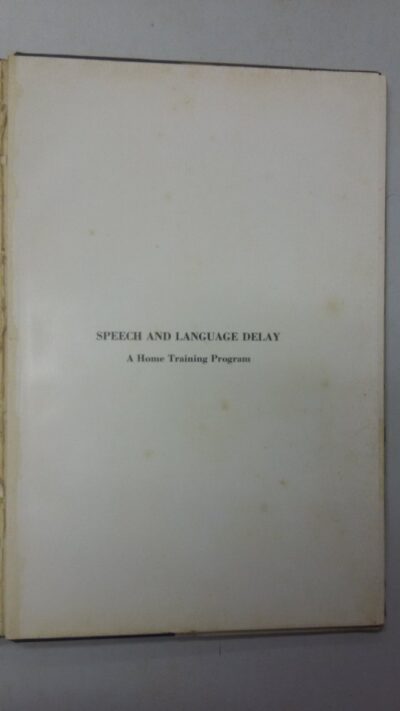 SPEECH AND LANGUAGE DELAY
A Home Training Program